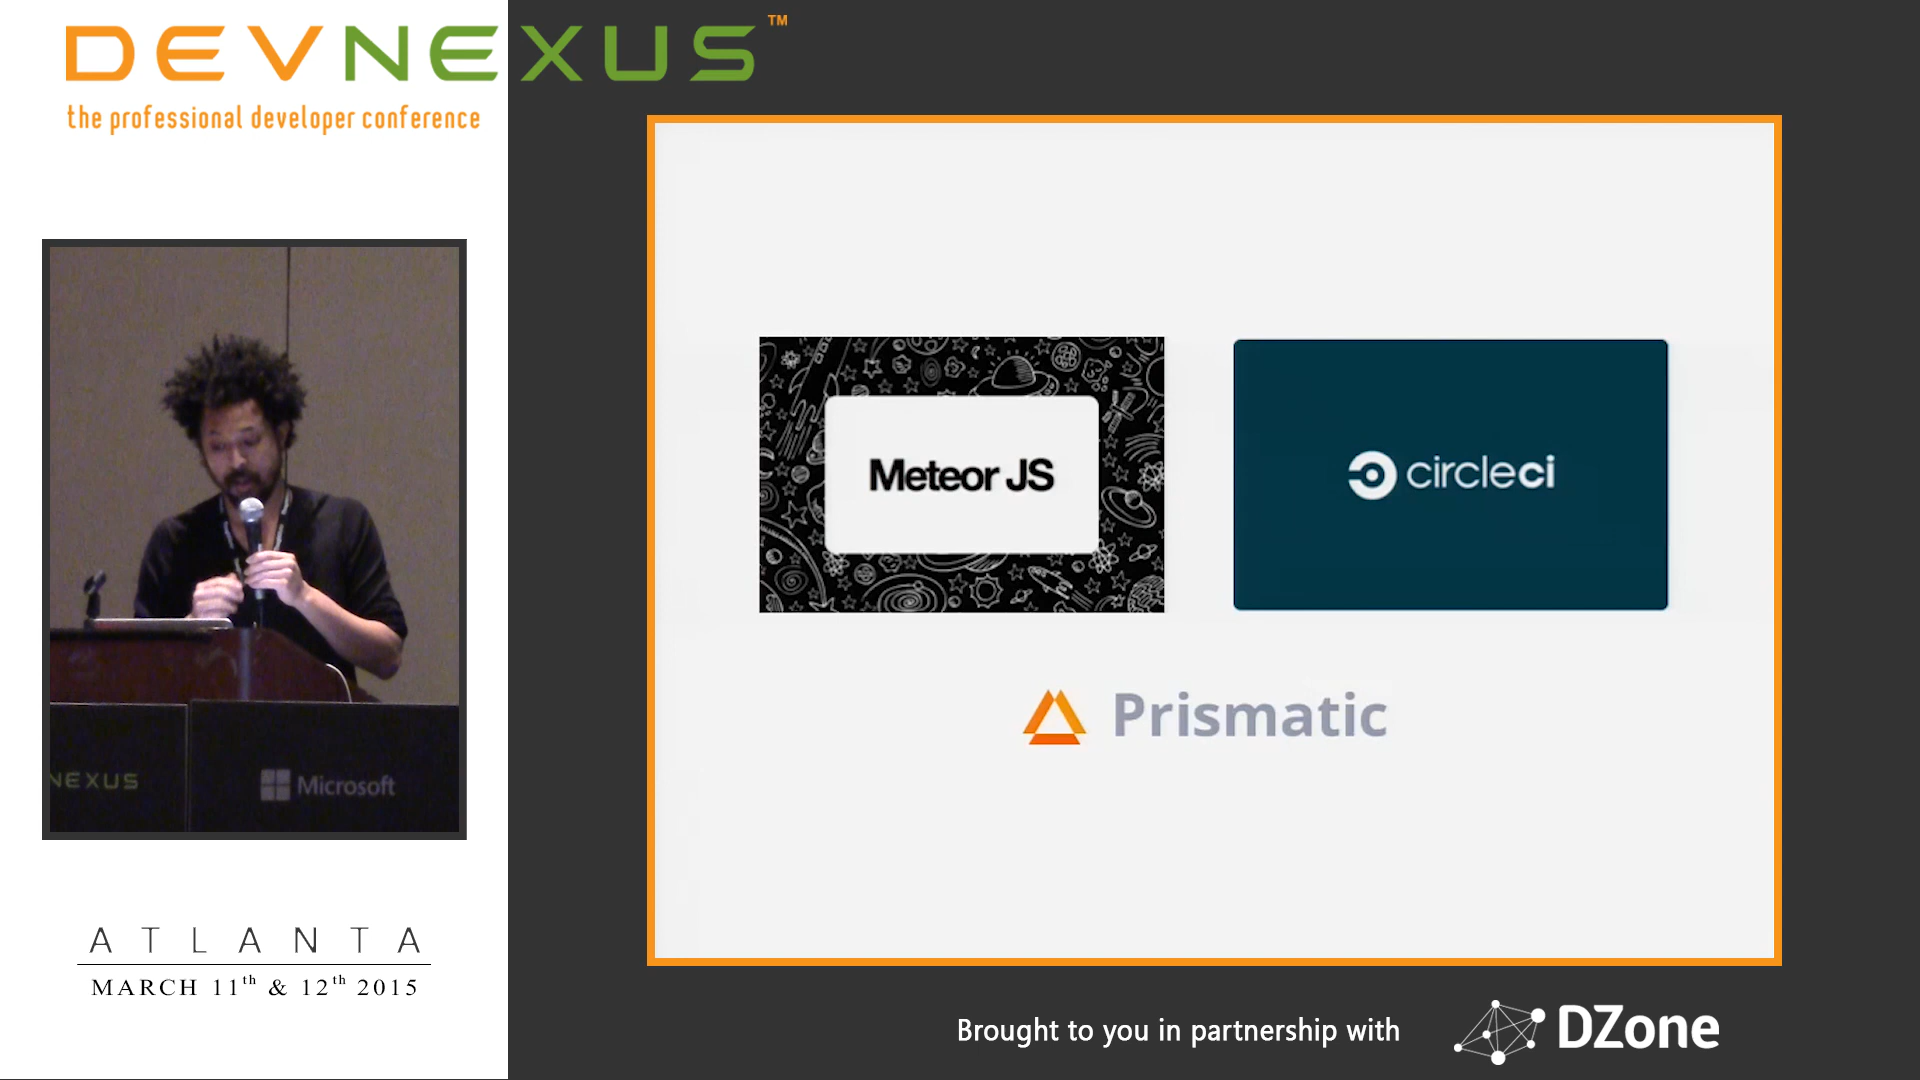 DEVNEXUS™
the professional developer conference
Meteor JS
circleci
Prismatic
NEXUS
Microsoft
ATLANTA
MARCH 11th & 12th 2015
Brought to you in partnership with
DZone